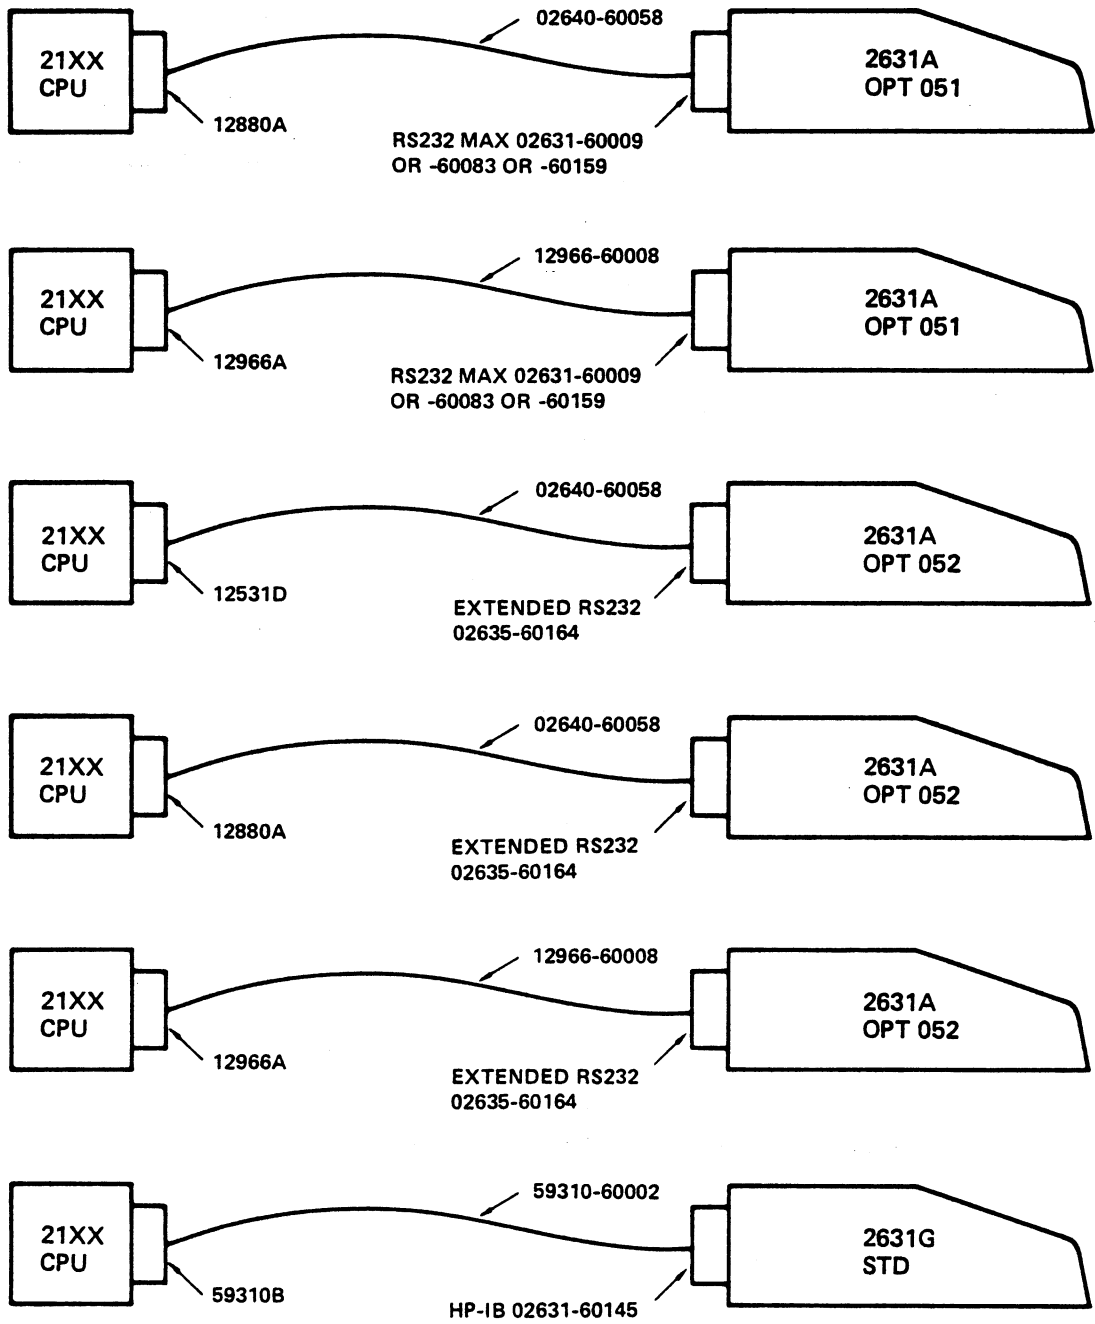 02640-60058
21XX
CPU
2631A
OPT 051
12880A
RS232 MAX 02631-60009
OR -60083 OR -60159
12966-60008
21XX
CPU
2631A
OPT 051
12966A
RS232 MAX 02631-60009
OR -60083 OR -60159
02640-60058
21XX
CPU
2631A
OPT 052
12531D
EXTENDED RS232
02635-60164
02640-60058
21XX
CPU
2631A
OPT 052
12880A
EXTENDED RS232
02635-60164
12966-60008
21XX
CPU
2631A
OPT 052
12966A
EXTENDED RS232
02635-60164
59310-60002
21XX
CPU
2631G
STD
59310B
HP-IB 02631-60145